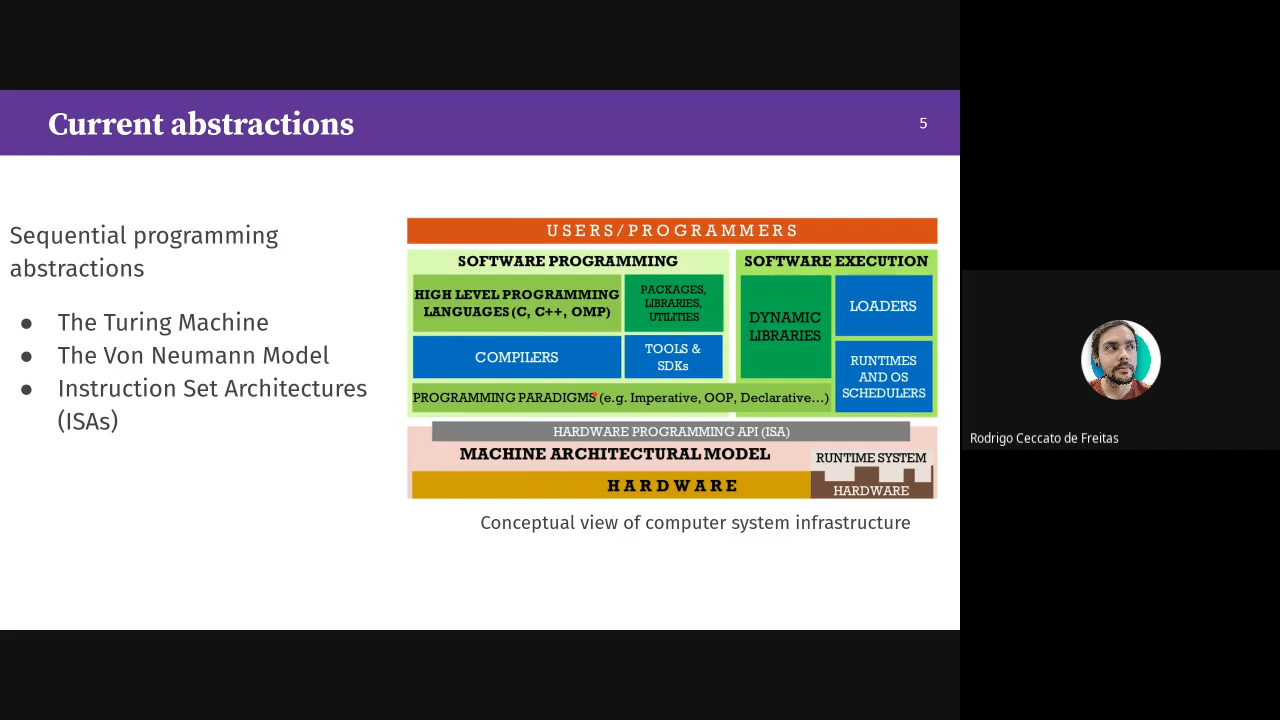 Current abstractions
5
Sequential programming
abstractions
● The Turing Machine
● The Von Neumann Model
● Instruction Set Architectures
(ISAs)
USERS/PROGRAMMERS
SOFTWARE PROGRAMMING
HIGH LEVEL PROGRAMMING
LANGUAGES (C, C++, OMP)
PACKAGES,
LIBRARIES,
UTILITIES
COMPILERS
TOOLS &
SDKs
SOFTWARE EXECUTION
DYNAMIC
LIBRARIES
LOADERS
RUNTIMES
AND OS
SCHEDULERS
PROGRAMMING PARADIGMS (e.g. Imperative, OOP, Declarative...)
HARDWARE PROGRAMMING API (ISA)
MACHINE ARCHITECTURAL MODEL
RUNTIME SYSTEM
HARDWARE
HARDWARE
Conceptual view of computer system infrastructure
Rodrigo Ceccato de Freitas